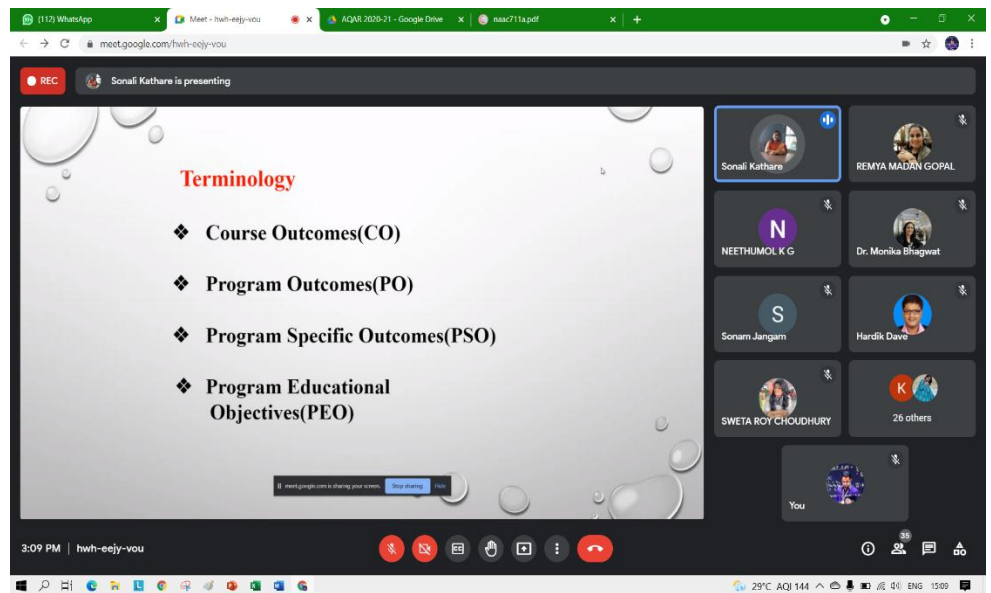 (112) WhatsApp
Meet - hwh-eejy-vou
AQAR 2020-21 - Google Drive
naac711a.pdf
meet.google.com/hwh-eejy-vou
REC
Sonali Kathare is presenting
Terminology
❖ Course Outcomes(CO)
❖ Program Outcomes(PO)
❖ Program Specific Outcomes(PSO)
❖ Program Educational
Objectives(PEO)
meet.google.com is sharing your screen.
Stop sharing
Hide
Sonali Kathare
REMYA MADAN GOPAL
N
NEETHUMOL K G
Dr. Monika Bhagwat
S
Sonam Jangam
Hardik Dave
SWETA ROY CHOUDHURY
K
26 others
You
3:09 PM | hwh-eejy-vou
35
29°C AQI 144
ENG
15:09